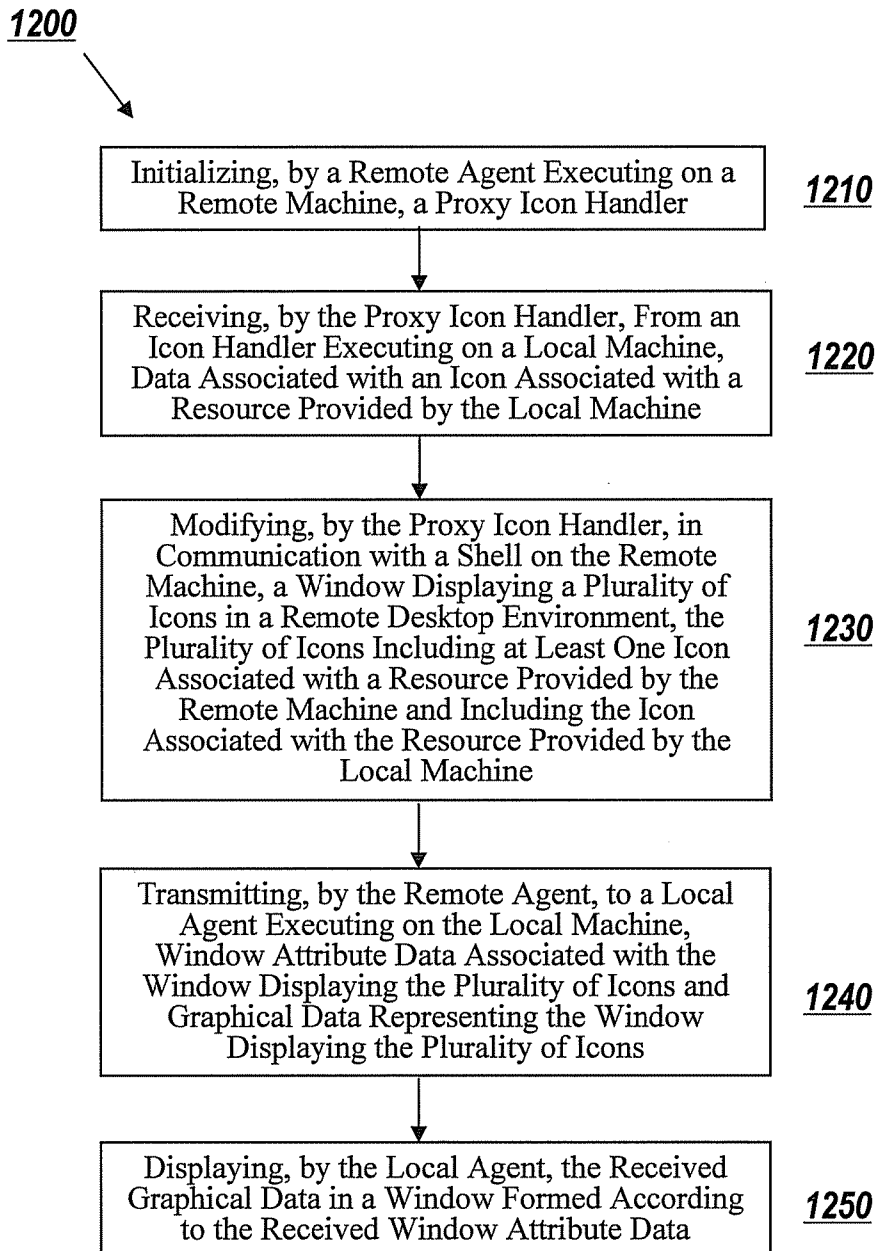 1200
Initializing, by a Remote Agent Executing on a
Remote Machine, a Proxy Icon Handler
1210
Receiving, by the Proxy Icon Handler, From an
Icon Handler Executing on a Local Machine,
Data Associated with an Icon Associated with a
Resource Provided by the Local Machine
1220
Modifying, by the Proxy Icon Handler, in
Communication with a Shell on the Remote
Machine, a Window Displaying a Plurality of
Icons in a Remote Desktop Environment, the
Plurality of Icons Including at Least One Icon
Associated with a Resource Provided by the
Remote Machine and Including the Icon
Associated with the Resource Provided by the
Local Machine
1230
Transmitting, by the Remote Agent, to a Local
Agent Executing on the Local Machine,
Window Attribute Data Associated with the
Window Displaying the Plurality of Icons and
Graphical Data Representing the Window
Displaying the Plurality of Icons
1240
Displaying, by the Local Agent, the Received
Graphical Data in a Window Formed According
to the Received Window Attribute Data
1250